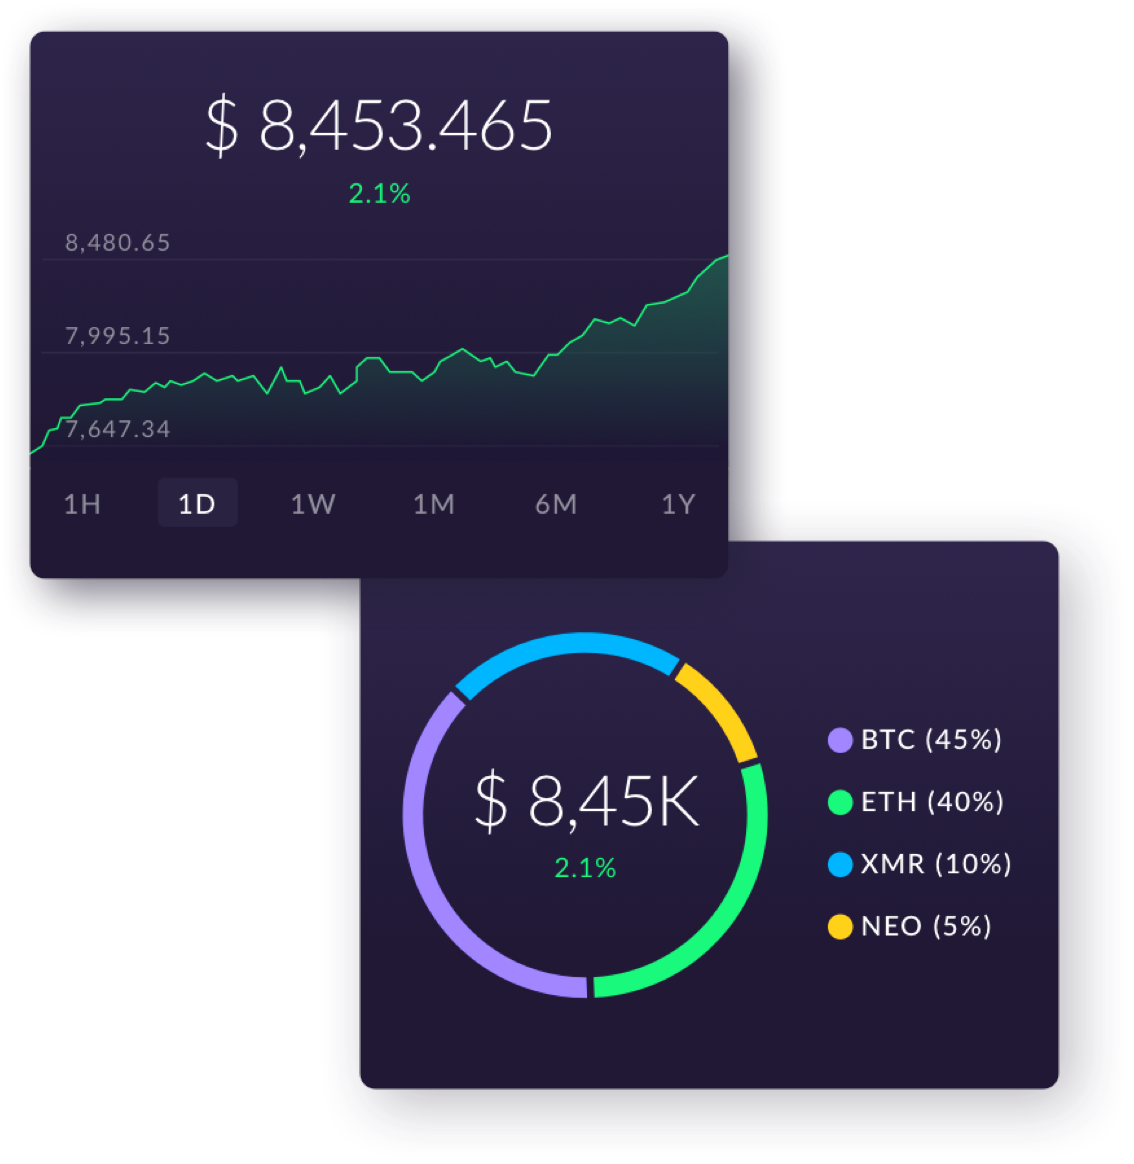 $ 8,453.465
2.1%
8,480.65
7,995.15
7,647.34
1H 1D 1W 1M 6M 1Y
$ 8,45K
2.1%
BTC (45%)
ETH (40%)
XMR (10%)
NEO (5%)